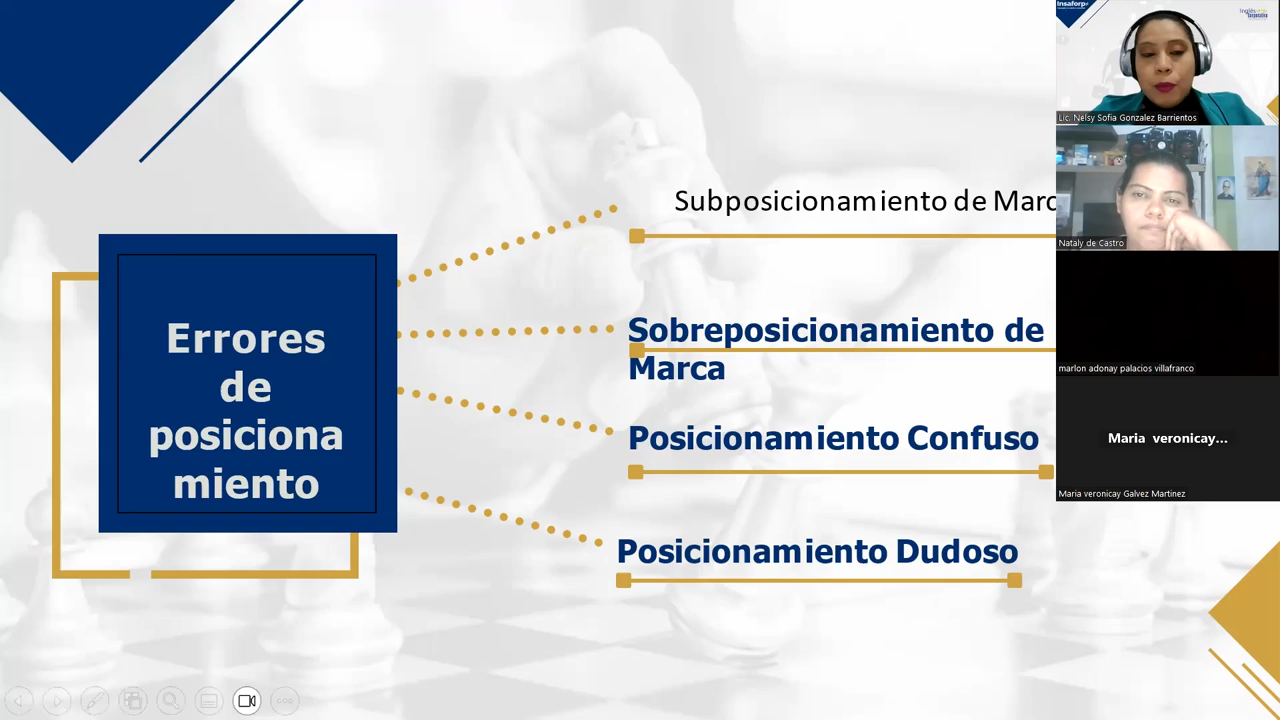 Errores
de
posiciona
miento
Subposicionamiento de Marc
Sobreposicionamiento de
Marca
Posicionamiento Confuso
Posicionamiento Dudoso
Insaforp
Lic. Nelsy Sofia Gonzalez Barrientos
Nataly de Castro
marlon adonay palacios villafranco
Maria veronicay...
Maria veronicay Galvez Martinez